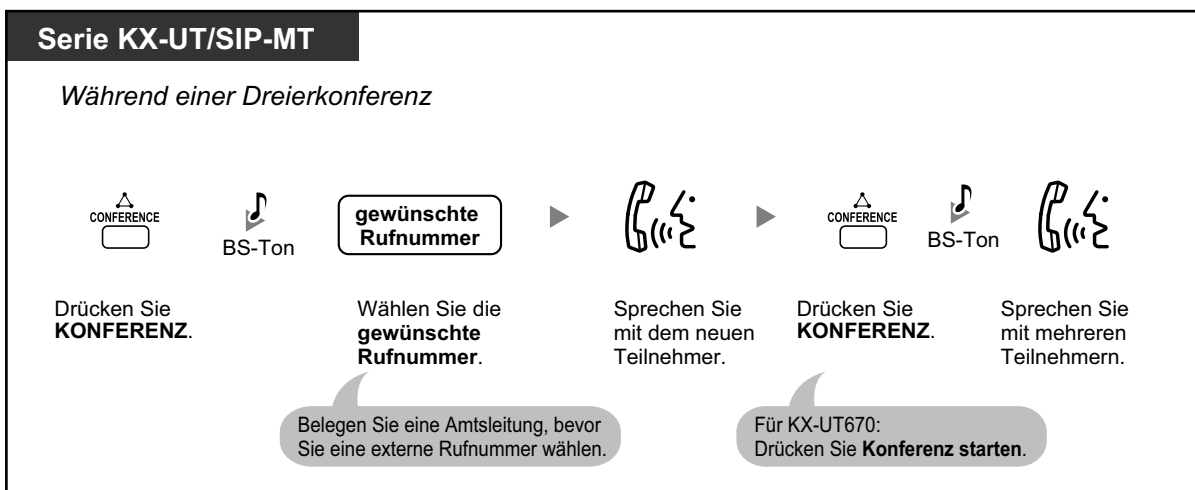 Serie KX-UT/SIP-MT
Während einer Dreierkonferenz
CONFERENCE
BS-Ton
gewünschte
Rufnummer
CONFERENCE
BS-Ton
Drücken Sie
KONFERENZ.
Wählen Sie die
gewünschte
Rufnummer.
Sprechen Sie
mit dem neuen
Teilnehmer.
Drücken Sie
KONFERENZ.
Sprechen Sie
mit mehreren
Teilnehmern.
Belegen Sie eine Amtsleitung, bevor
Sie eine externe Rufnummer wählen.
Für KX-UT670:
Drücken Sie Konferenz starten.